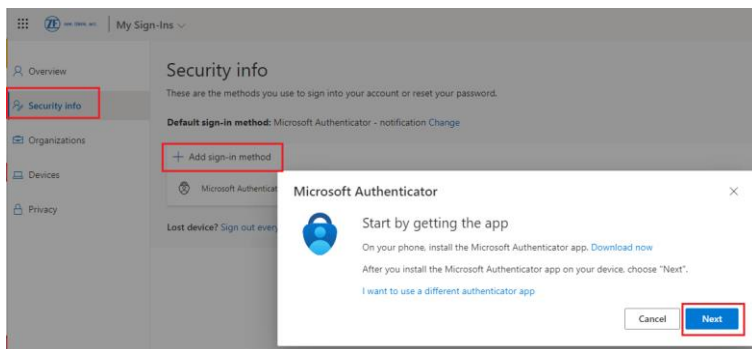 ZF
My Sign-Ins
Overview
Security info
Organizations
Devices
Privacy
Security info
These are the methods you use to sign into your account or reset your password.
Default sign-in method: Microsoft Authenticator - notification Change
+ Add sign-in method
Microsoft Authenticat
Lost device? Sign out every
Microsoft Authenticator
Start by getting the app
On your phone, install the Microsoft Authenticator app. Download now
After you install the Microsoft Authenticator app on your device, choose "Next".
I want to use a different authenticator app
Cancel
Next